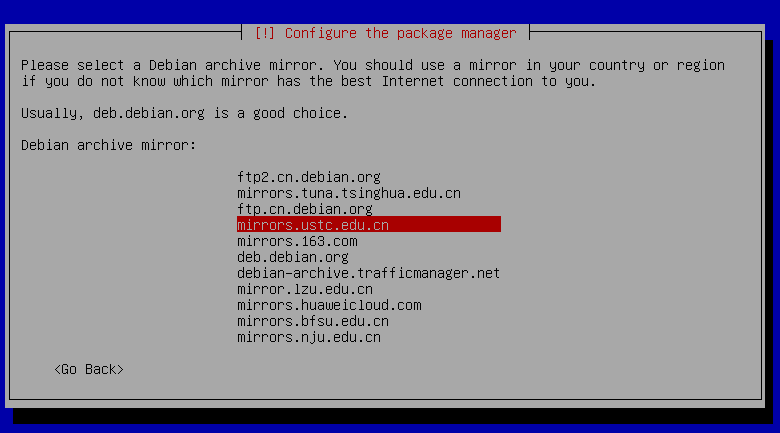 [!] Configure the package manager
Please select a Debian archive mirror. You should use a mirror in your country or region
if you do not know which mirror has the best Internet connection to you.
Usually, deb.debian.org is a good choice.
Debian archive mirror:
ftp2.cn.debian.org
mirrors.tuna.tsinghua.edu.cn
ftp.cn.debian.org
mirrors.ustc.edu.cn
mirrors.163.com
deb.debian.org
debian-archive.trafficmanager.net
mirror.lzu.edu.cn
mirrors.huaweicloud.com
mirrors.bfsu.edu.cn
mirrors.nju.edu.cn
<Go Back>